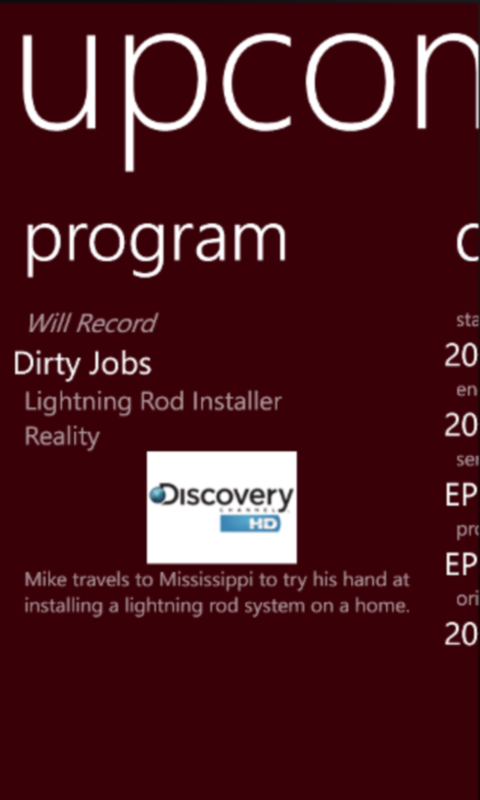 upcom
program
Will Record
Dirty Jobs
Lightning Rod Installer
Reality
Discovery
CHANNEL
HD
Mike travels to Mississippi to try his hand at
installing a lightning rod system on a home.
sta
20
en
20
ser
EP
pro
EP
ori
20